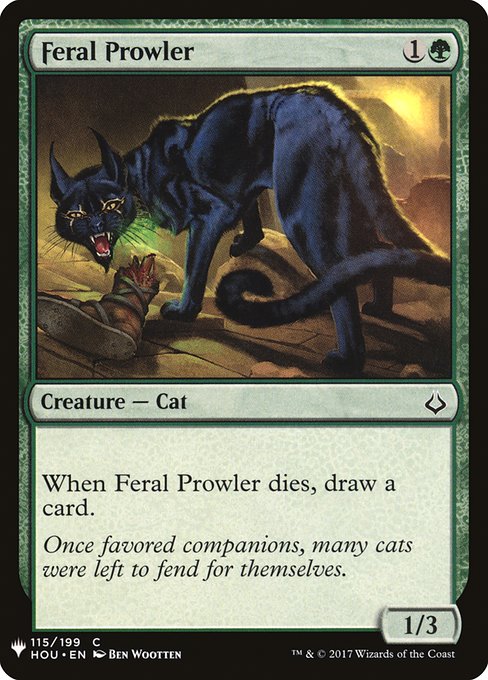 Feral Prowler 1
Creature — Cat
When Feral Prowler dies, draw a
card.
Once favored companions, many cats
were left to fend for themselves.
1/3
115/199 C
HOU • EN Ben Wootten ™ & © 2017 Wizards of the Coast